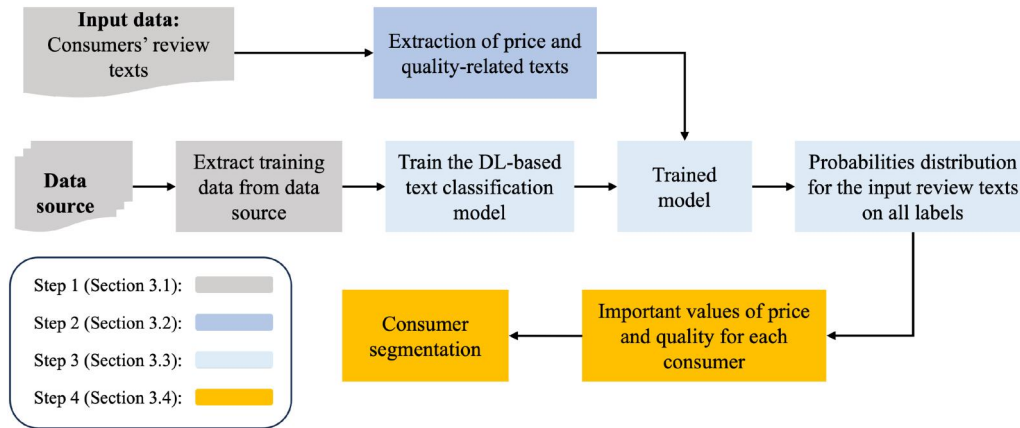 Input data:
Consumers' review
texts
Extraction of price and
quality-related texts
Data
source
Extract training
data from data
source
Train the DL-based
text classification
model
Trained
model
Probabilities distribution
for the input review texts
on all labels
Step 1 (Section 3.1):
Step 2 (Section 3.2):
Step 3 (Section 3.3):
Step 4 (Section 3.4):
Consumer
segmentation
Important values of price
and quality for each
consumer